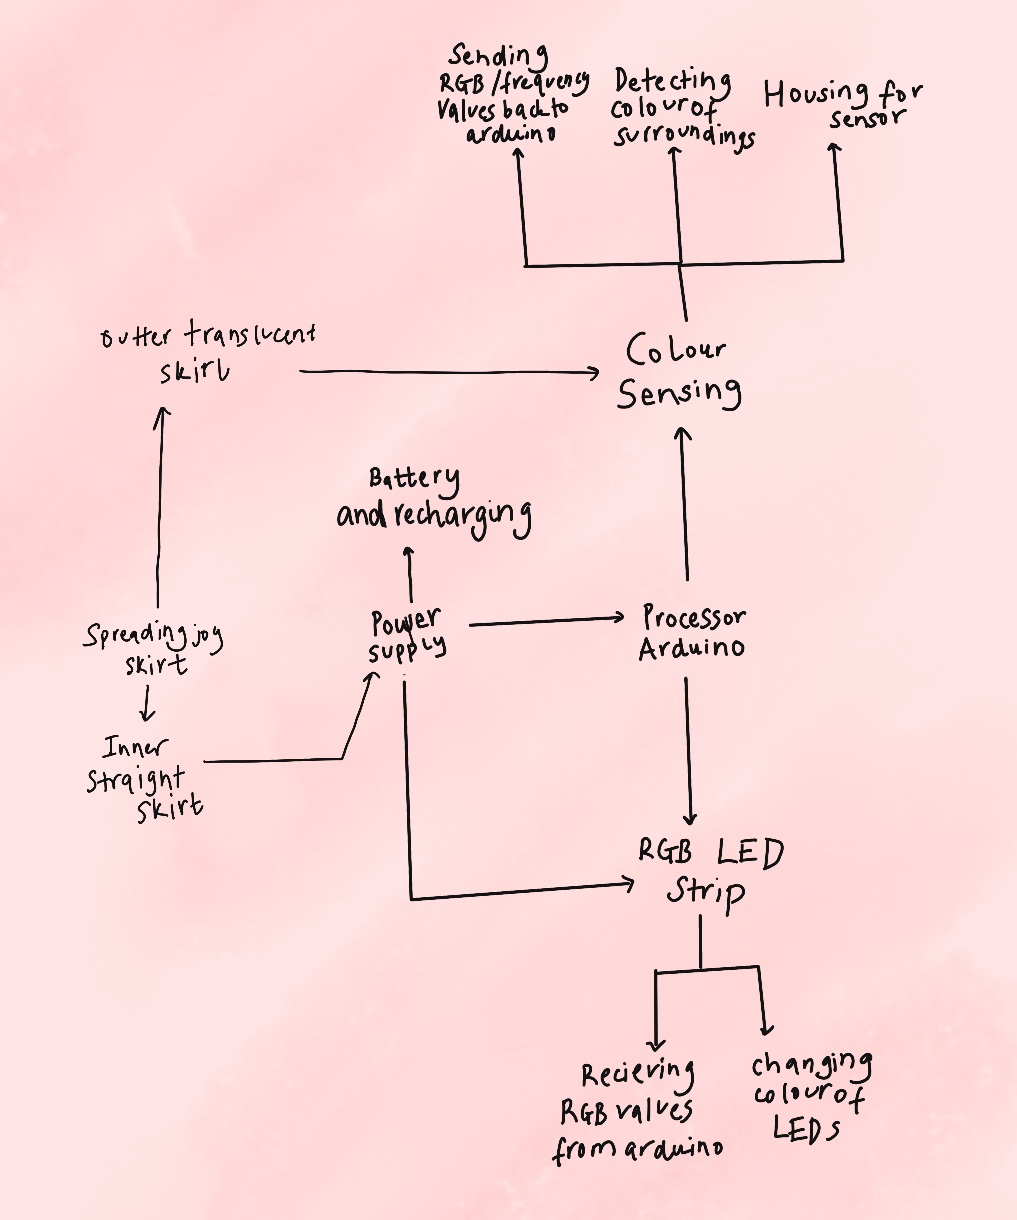 Sending
RGB/frequency
Values back to
arduino
Detecting
colour of
surroundings
Housing for
sensor
Outter translucent
skirt
Colour
Sensing
Battery
and recharging
Spreading joy
skirt
Power
supply
Processor
Arduino
Inner
Straight
Skirt
RGB LED
Strip
Recieving
RGB values
from arduino
changing
colour of
LEDs